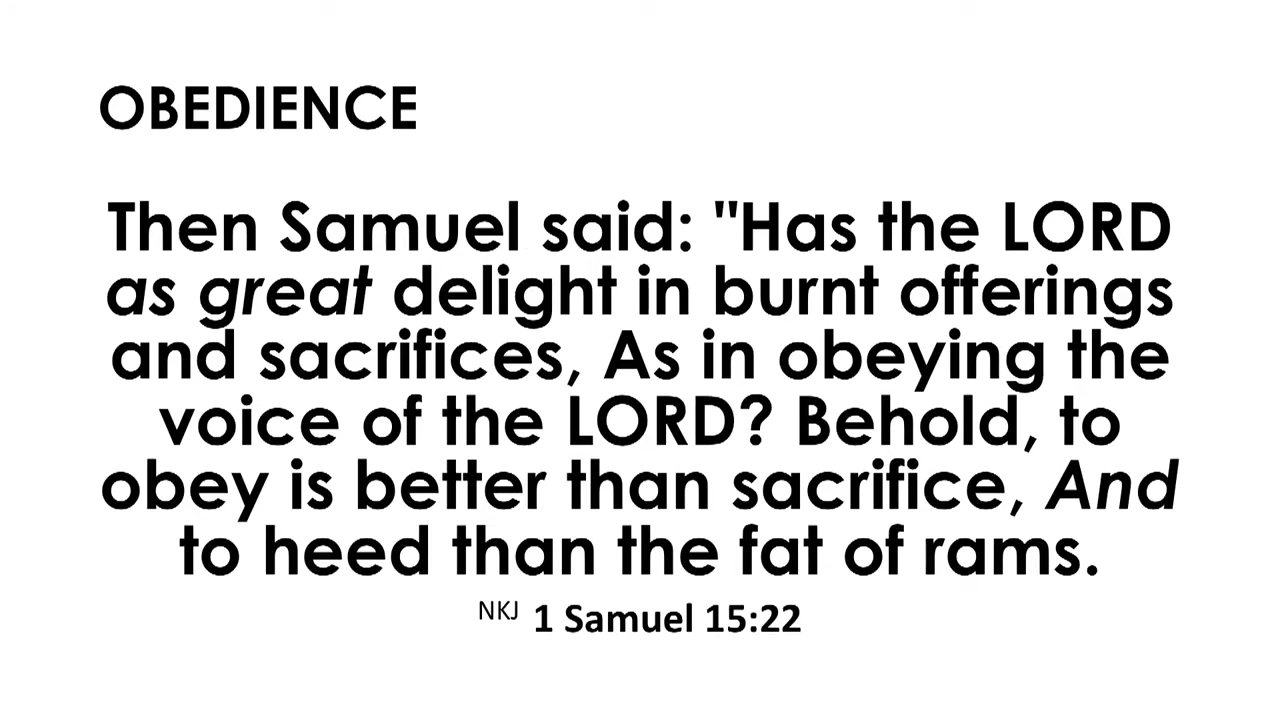 OBEDIENCE
Then Samuel said: "Has the LORD
as great delight in burnt offerings
and sacrifices, As in obeying the
voice of the LORD? Behold, to
obey is better than sacrifice, And
to heed than the fat of rams.
NKJ 1 Samuel 15:22